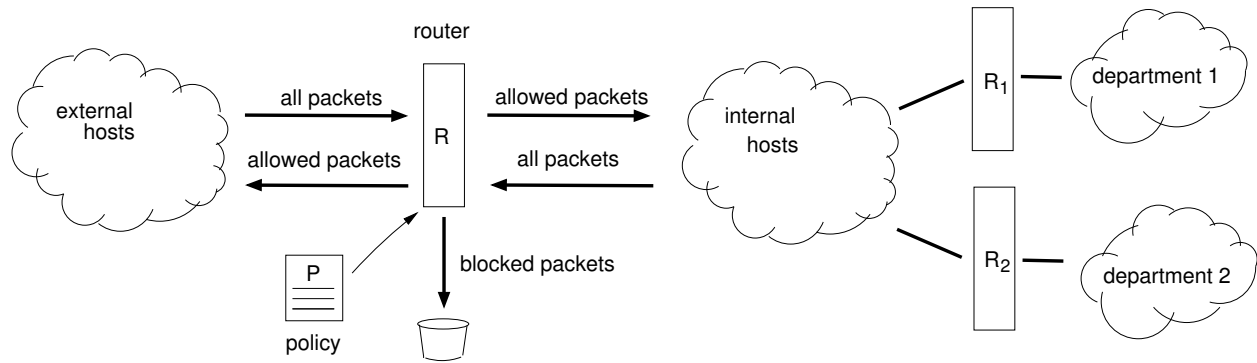 router
external
hosts
all packets
allowed packets
R
allowed packets
all packets
internal
hosts
R1
department 1
R2
department 2
P
policy
blocked packets